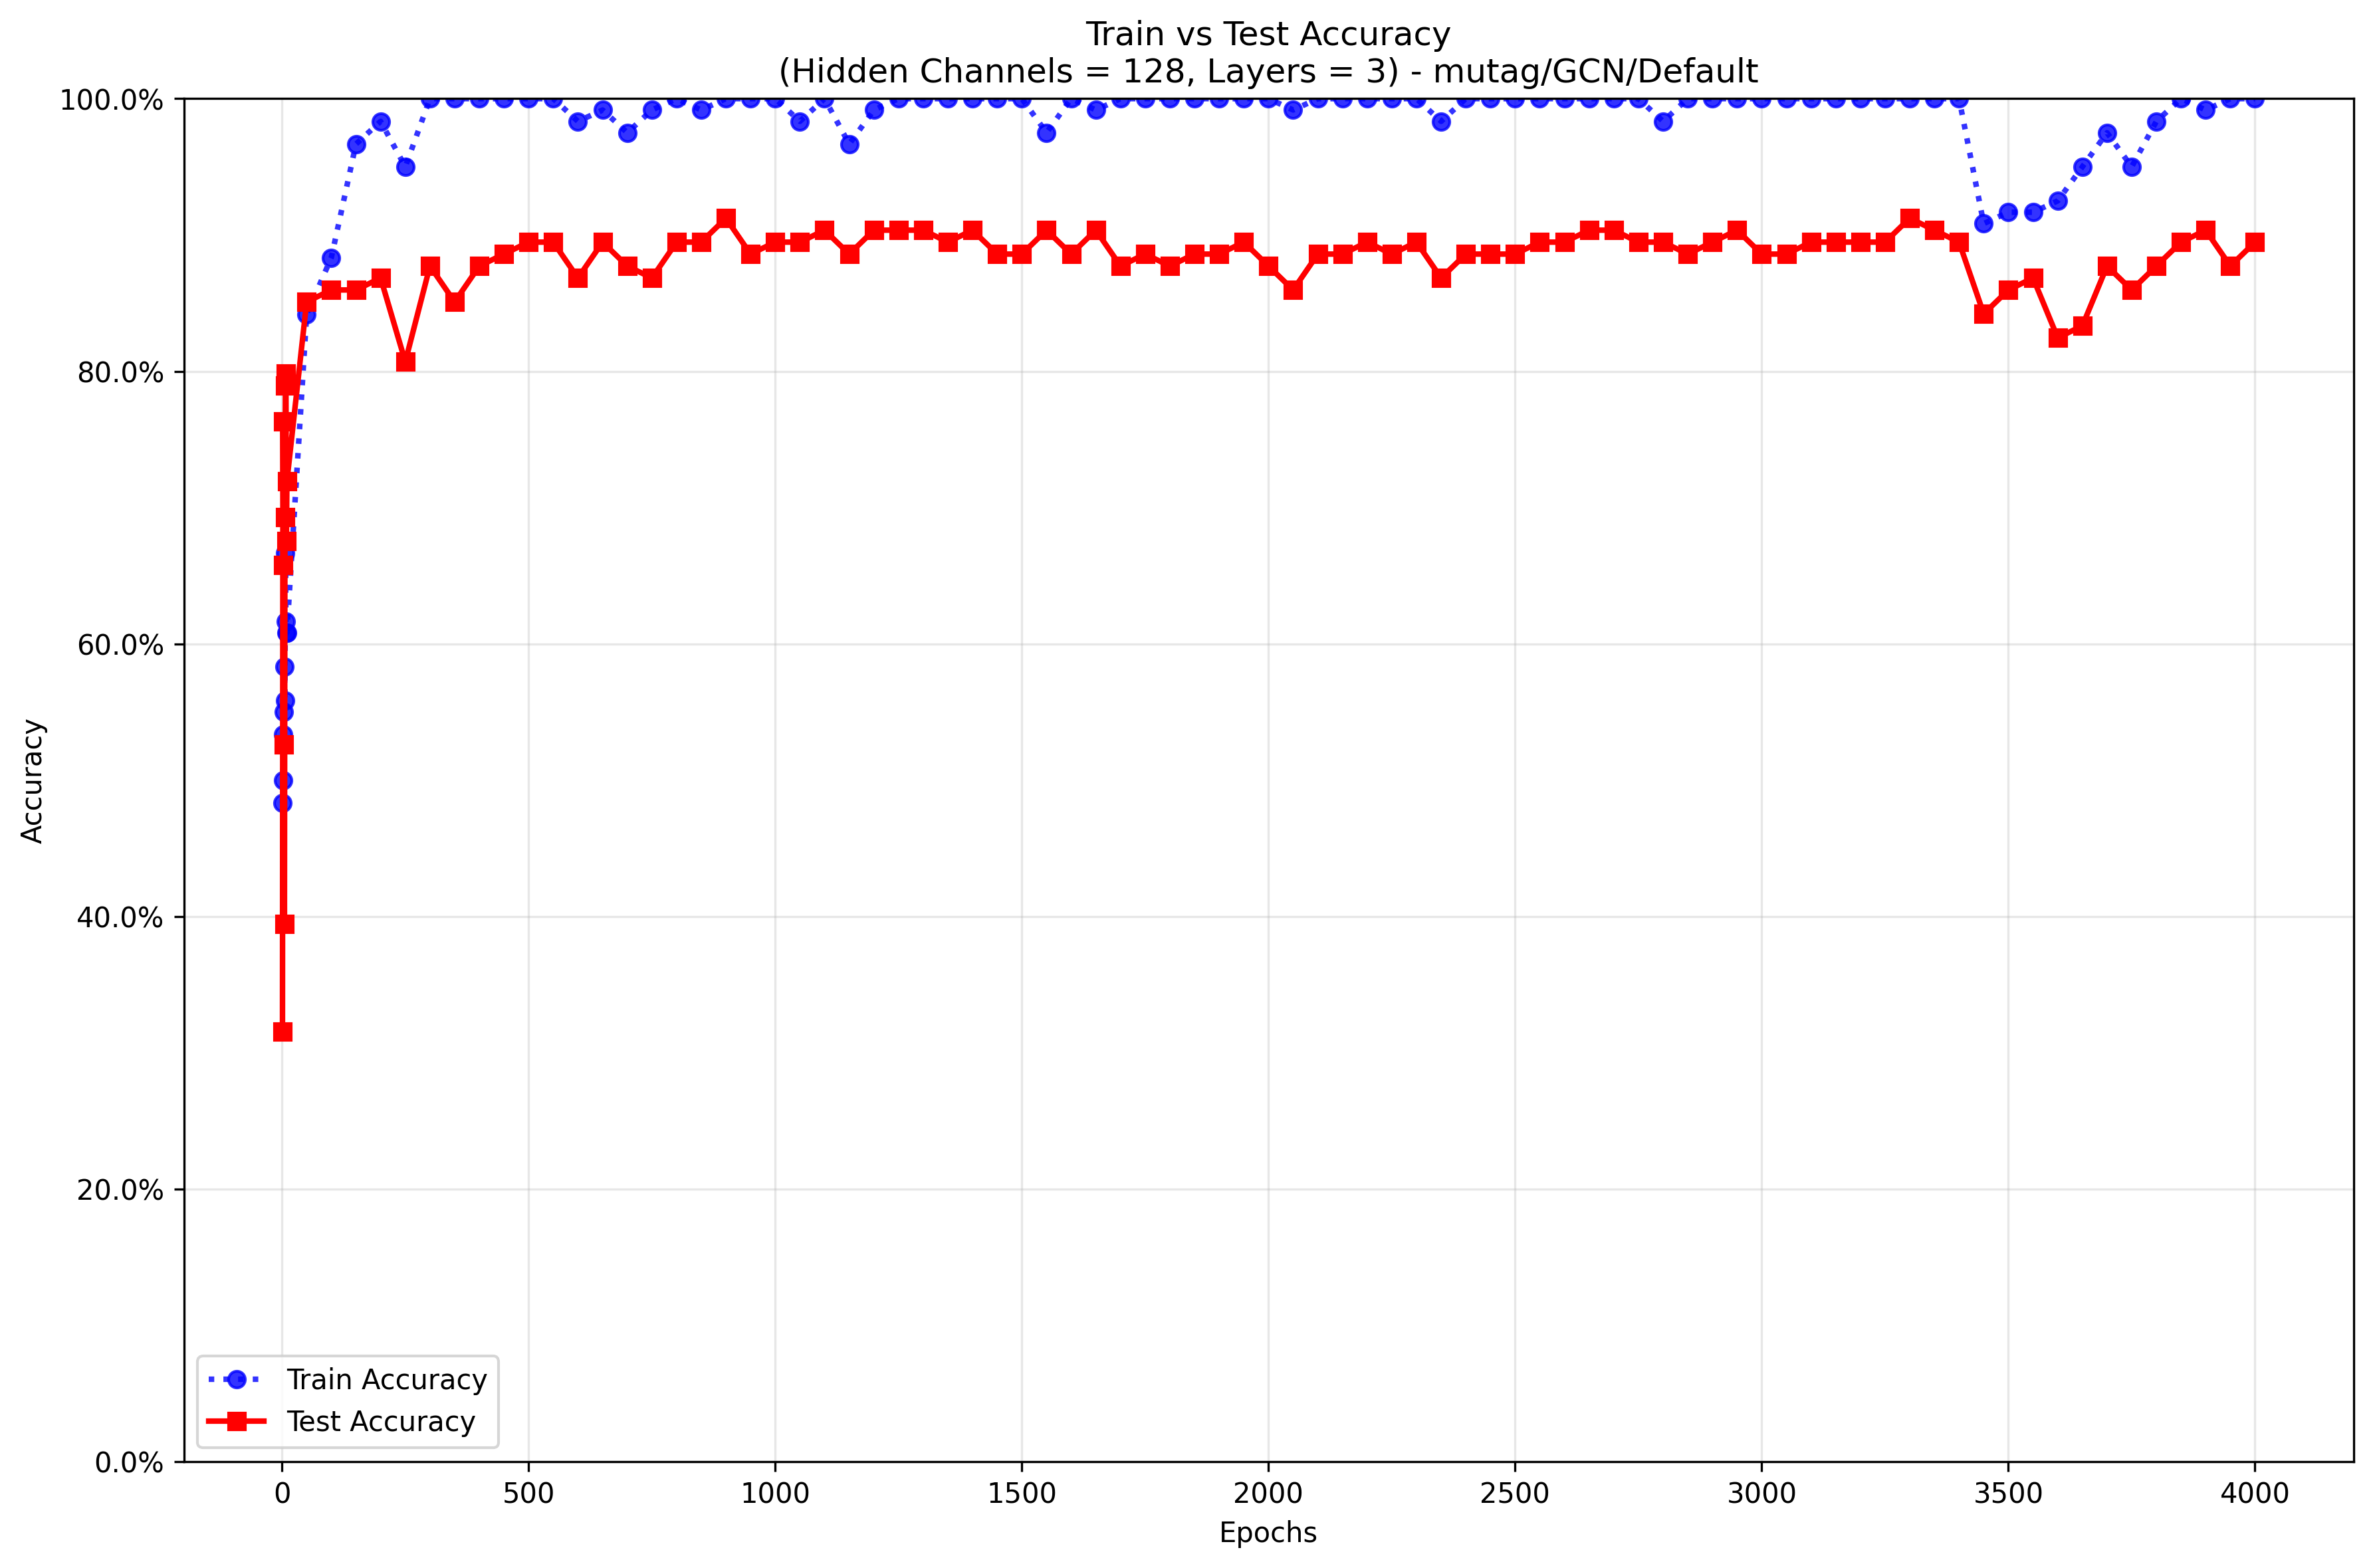 Train vs Test Accuracy
(Hidden Channels = 128, Layers = 3) - mutag/GCN/Default
100.0%
80.0%
60.0%
40.0%
20.0%
0.0%
Accuracy
Train Accuracy
Test Accuracy
0 500 1000 1500 2000 2500 3000 3500 4000
Epochs